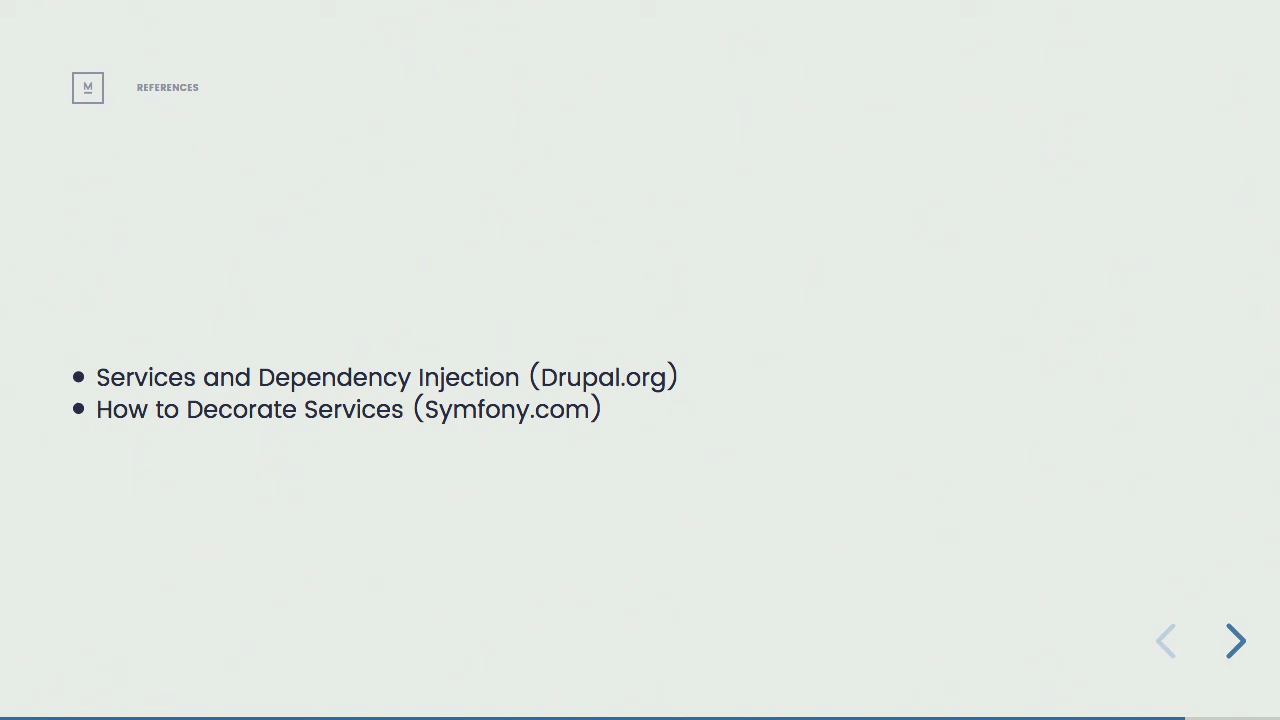 M
REFERENCES
Services and Dependency Injection (Drupal.org)
How to Decorate Services (Symfony.com)